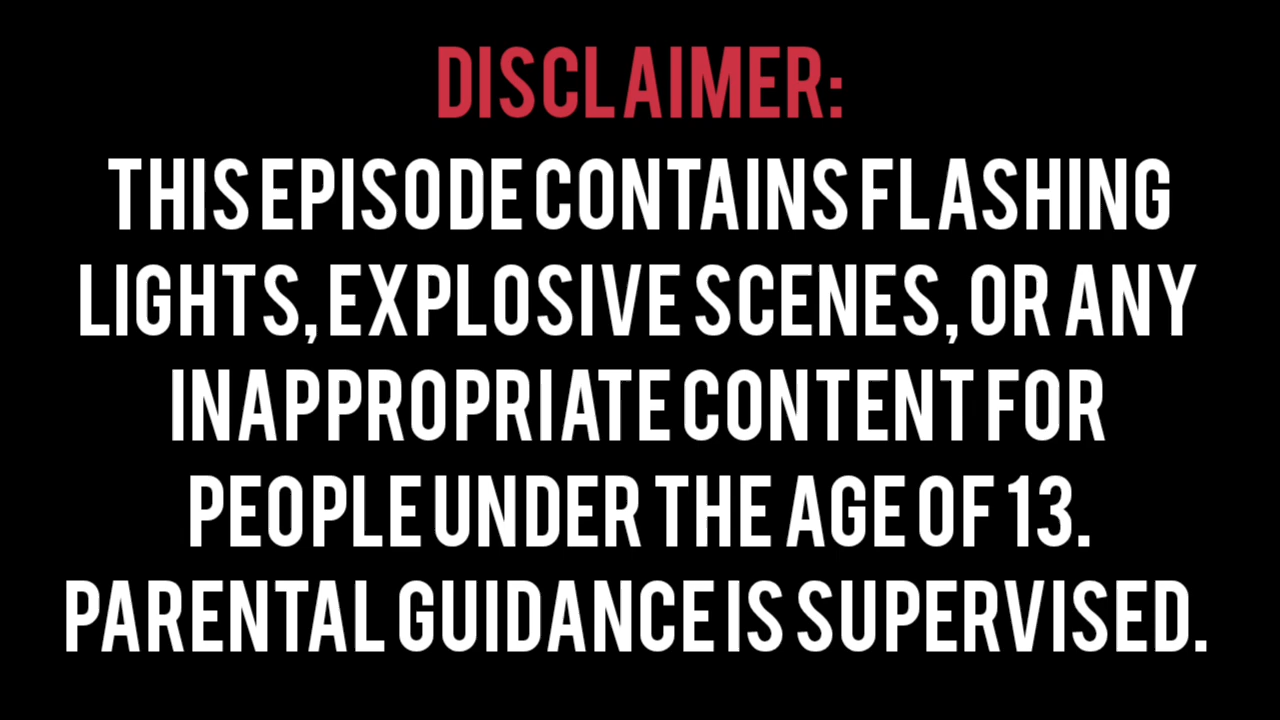 DISCLAIMER:
THIS EPISODE CONTAINS FLASHING
LIGHTS, EXPLOSIVE SCENES, OR ANY
INAPPROPRIATE CONTENT FOR
PEOPLE UNDER THE AGE OF 13.
PARENTAL GUIDANCE IS SUPERVISED.